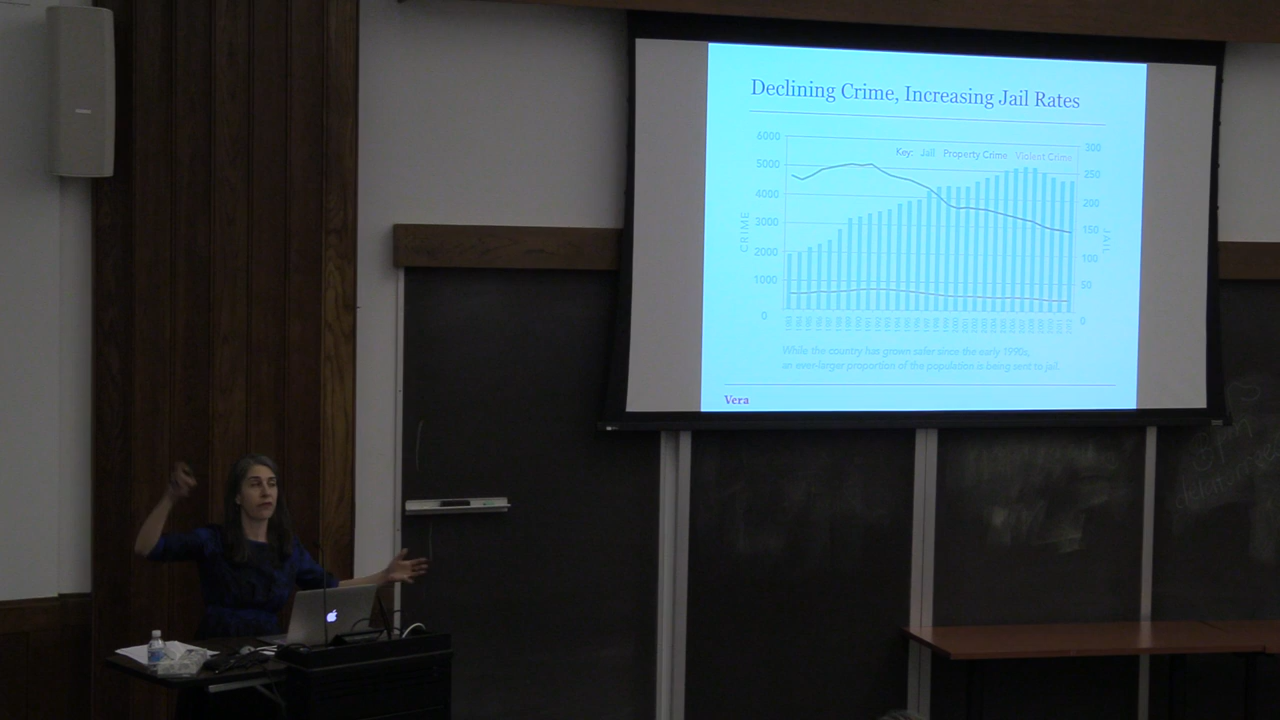 Declining Crime, Increasing Jail Rates
6000
300
Key: Jail Property Crime Violent Crime
5000
250
4000
200
CRIME
3000
150
JAIL
2000
100
1000
50
0
0
While the country has grown safer since the early 1990s,
an ever-larger proportion of the population is being sent to jail.
Vera